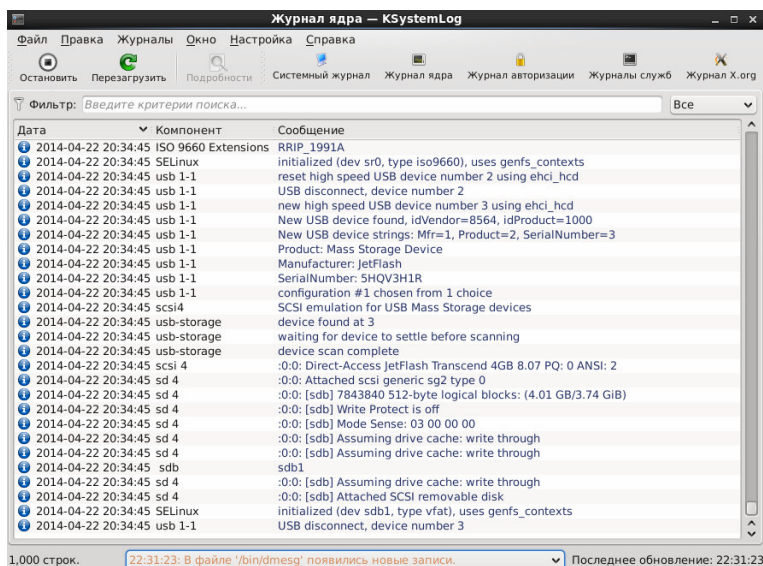 Журнал ядра — KSystemLog
Файл Правка Журналы Окно Настройка Справка
Остановить Перезагрузить Подробности Системный журнал Журнал ядра Журнал авторизации Журналы служб Журнал X.org
Фильтр: Введите критерии поиска... Все
Дата Компонент Сообщение
2014-04-22 20:34:45 ISO 9660 Extensions RRIP_1991A
2014-04-22 20:34:45 SELinux initialized (dev sr0, type iso9660), uses genfs_contexts
2014-04-22 20:34:45 usb 1-1 reset high speed USB device number 2 using ehci_hcd
2014-04-22 20:34:45 usb 1-1 USB disconnect, device number 2
2014-04-22 20:34:45 usb 1-1 new high speed USB device number 3 using ehci_hcd
2014-04-22 20:34:45 usb 1-1 New USB device found, idVendor=8564, idProduct=1000
2014-04-22 20:34:45 usb 1-1 New USB device strings: Mfr=1, Product=2, SerialNumber=3
2014-04-22 20:34:45 usb 1-1 Product: Mass Storage Device
2014-04-22 20:34:45 usb 1-1 Manufacturer: JetFlash
2014-04-22 20:34:45 usb 1-1 SerialNumber: 5HQV3H1R
2014-04-22 20:34:45 usb 1-1 configuration #1 chosen from 1 choice
2014-04-22 20:34:45 scsi4 SCSI emulation for USB Mass Storage devices
2014-04-22 20:34:45 usb-storage device found at 3
2014-04-22 20:34:45 usb-storage waiting for device to settle before scanning
2014-04-22 20:34:45 usb-storage device scan complete
2014-04-22 20:34:45 scsi 4 :0:0: Direct-Access JetFlash Transcend 4GB 8.07 PQ: 0 ANSI: 2
2014-04-22 20:34:45 sd 4 :0:0: Attached scsi generic sg2 type 0
2014-04-22 20:34:45 sd 4 :0:0: [sdb] 7843840 512-byte logical blocks: (4.01 GB/3.74 GiB)
2014-04-22 20:34:45 sd 4 :0:0: [sdb] Write Protect is off
2014-04-22 20:34:45 sd 4 :0:0: [sdb] Mode Sense: 03 00 00 00
2014-04-22 20:34:45 sd 4 :0:0: [sdb] Assuming drive cache: write through
2014-04-22 20:34:45 sd 4 :0:0: [sdb] Assuming drive cache: write through
2014-04-22 20:34:45 sdb sdb1
2014-04-22 20:34:45 sd 4 :0:0: [sdb] Assuming drive cache: write through
2014-04-22 20:34:45 sd 4 :0:0: [sdb] Attached SCSI removable disk
2014-04-22 20:34:45 SELinux initialized (dev sdb1, type vfat), uses genfs_contexts
2014-04-22 20:34:45 usb 1-1 USB disconnect, device number 3
1,000 строк. 22:31:23: В файле '/bin/dmesg' появились новые записи. Последнее обновление: 22:31:23